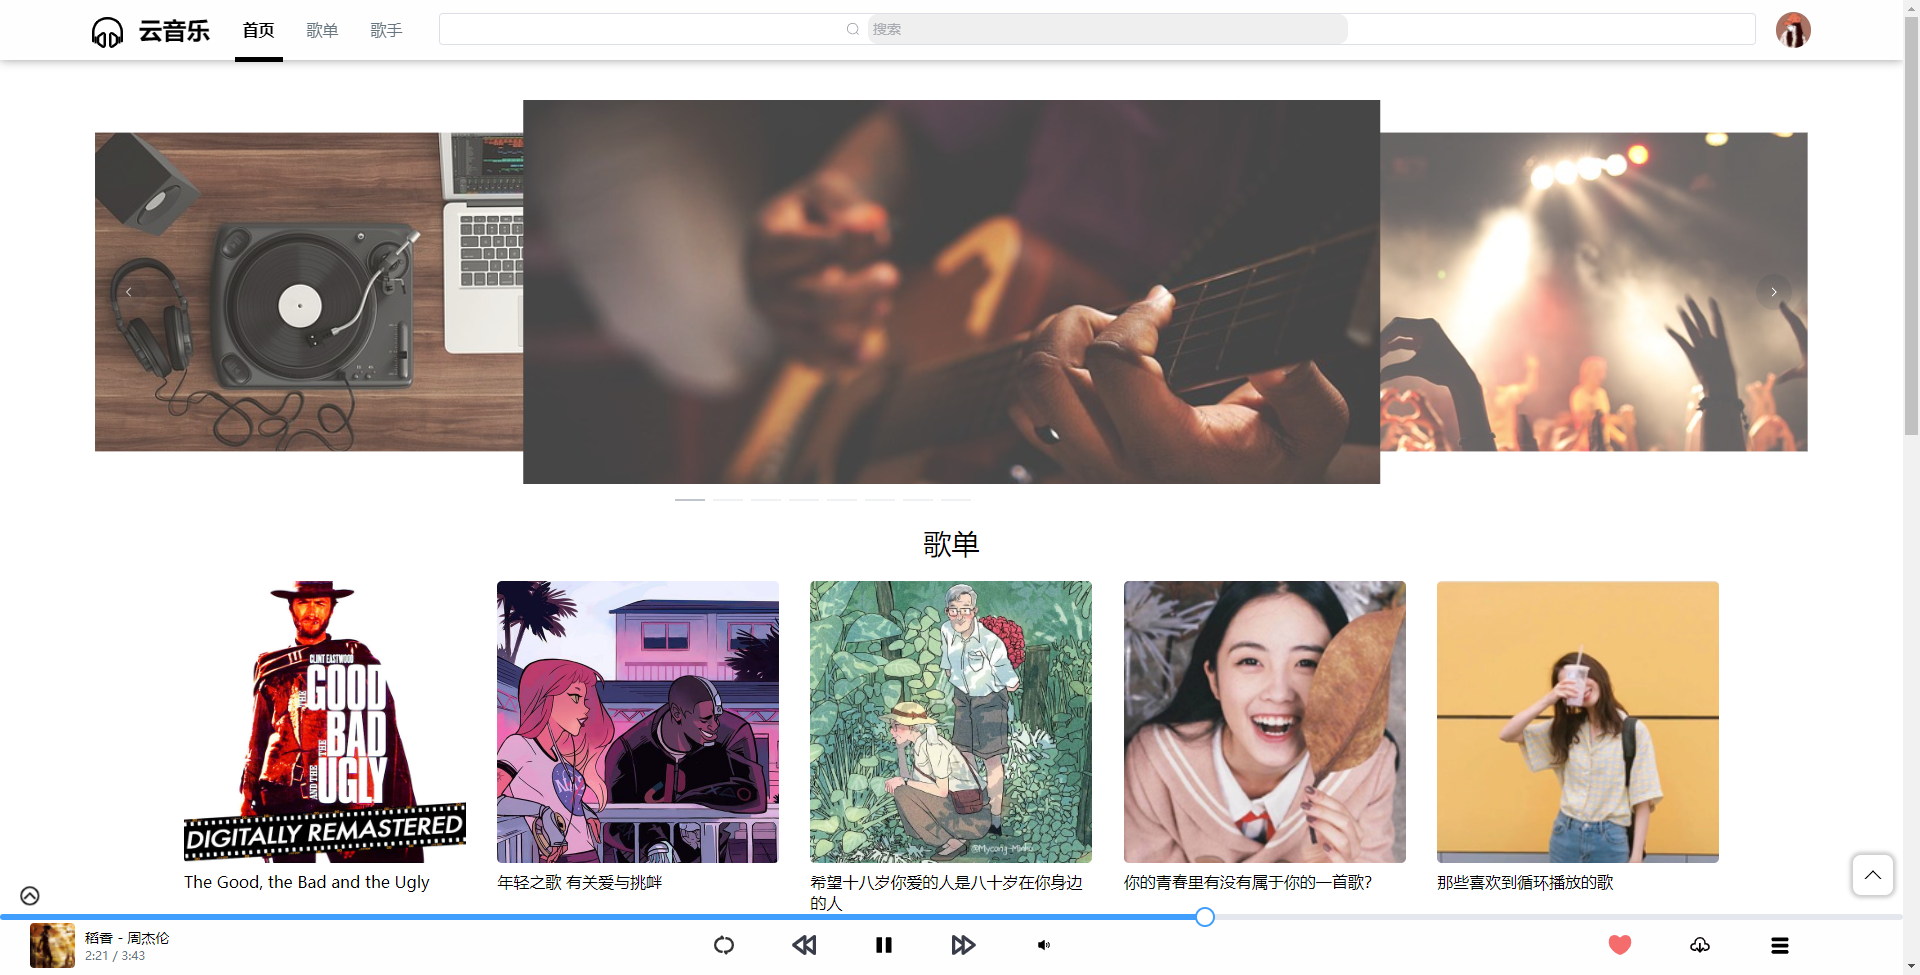 云音乐
首页
歌单
歌手
搜索
歌单
CLINT EASTWOOD
THE GOOD
THE BAD
AND THE UGLY
DIGITALLY REMASTERED
The Good, the Bad and the Ugly
年轻之歌 有关爱与挑衅
希望十八岁你爱的人是八十岁在你身边
的人
你的青春里有没有属于你的一首歌?
那些喜欢到循环播放的歌
稻香 - 周杰伦
2:21 / 3:43